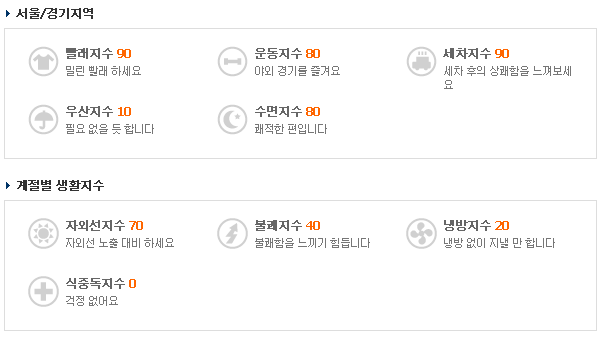 서울/경기지역
빨래지수 90
밀린 빨래 하세요
운동지수 80
야외 경기를 즐겨요
세차지수 90
세차 후의 상쾌함을 느껴보세
요
우산지수 10
필요 없을 듯 합니다
수면지수 80
쾌적한 편입니다
계절별 생활지수
자외선지수 70
자외선 노출 대비 하세요
불쾌지수 40
불쾌함을 느끼기 힘듭니다
냉방지수 20
냉방 없이 지낼 만 합니다
식중독지수 0
걱정 없어요